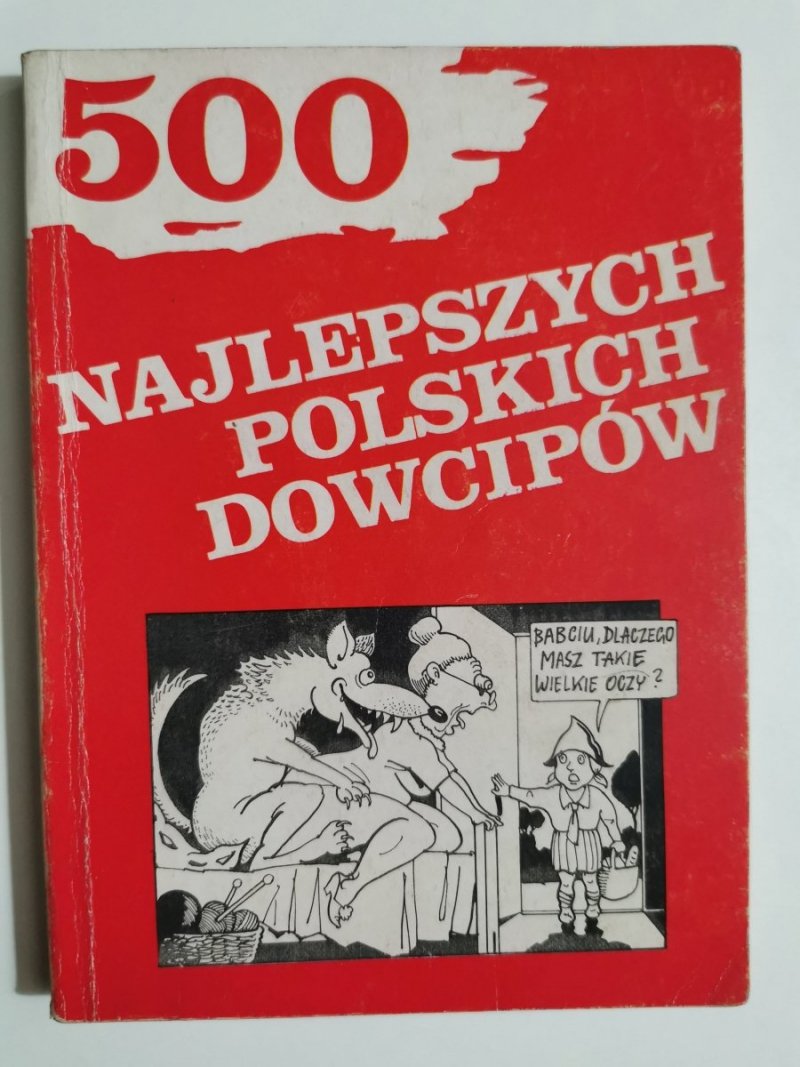 500
NAJLEPSZYCH
POLSKICH
DOWCIPÓW
BABCIU, DLACZEGO
MASZ TAKIE
WIELKIE OCZY?